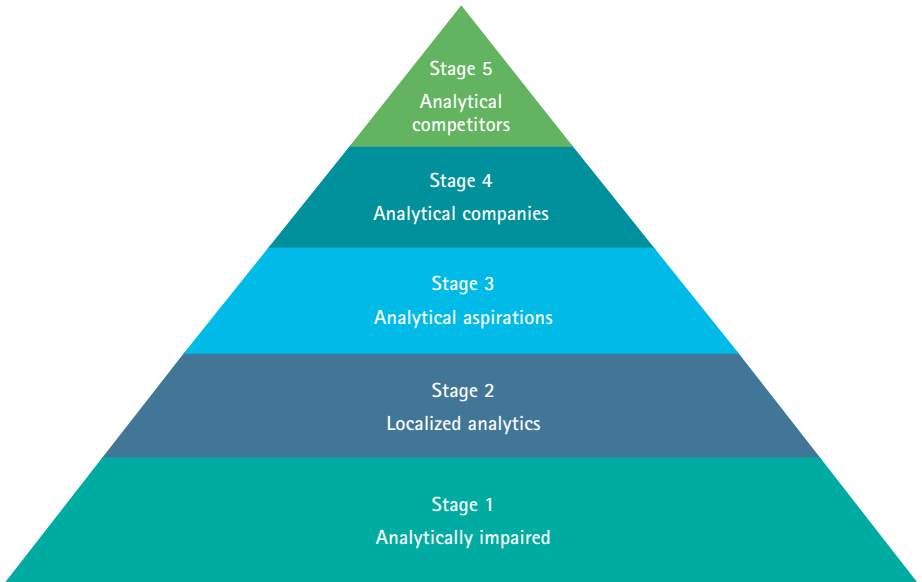 Stage 5
Analytical
competitors
Stage 4
Analytical companies
Stage 3
Analytical aspirations
Stage 2
Localized analytics
Stage 1
Analytically impaired